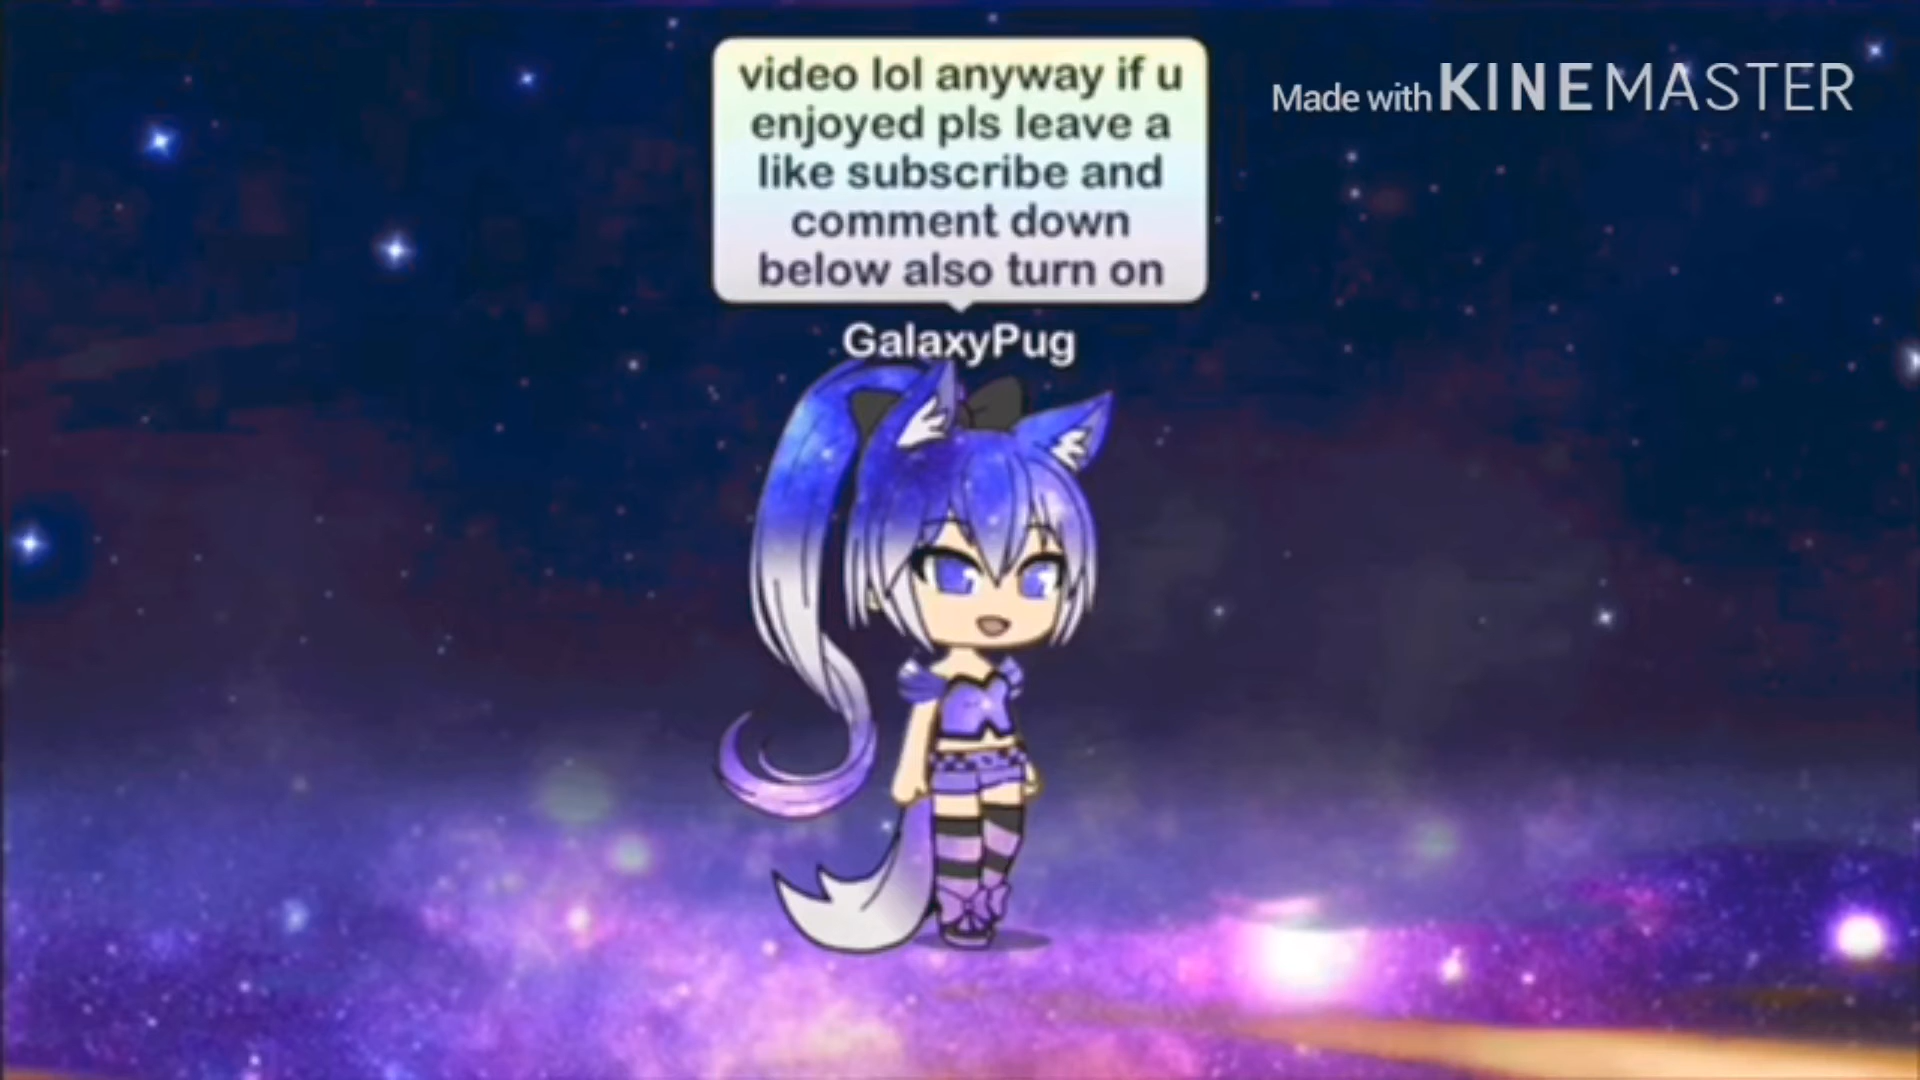 video lol anyway if u
enjoyed pls leave a
like subscribe and
comment down
below also turn on
GalaxyPug
Made with KINEMASTER